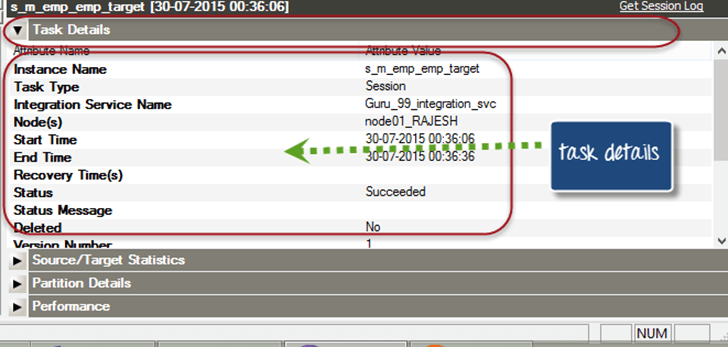 s_m_emp_emp_target [30-07-2015 00:36:06] Get Session Log
Task Details
Attribute Name Attribute Value
Instance Name s_m_emp_emp_target
Task Type Session
Integration Service Name Guru_99_integration_svc
Node(s) node01_RAJESH
Start Time 30-07-2015 00:36:06
End Time 30-07-2015 00:36:36
task details
Recovery Time(s)
Status Succeeded
Status Message
Deleted No
Version Number 1
Source/Target Statistics
Partition Details
Performance
NUM